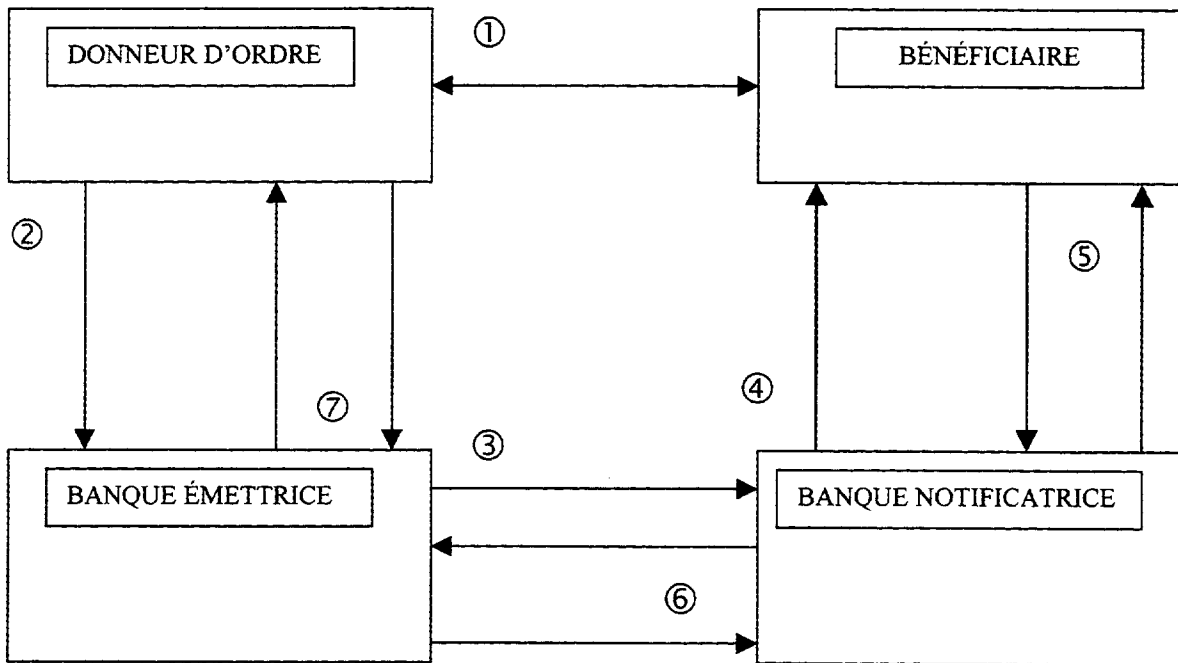 ①
DONNEUR D'ORDRE
BÉNÉFICIAIRE
②
⑤
④
⑦
③
BANQUE ÉMETTRICE
BANQUE NOTIFICATRICE
⑥